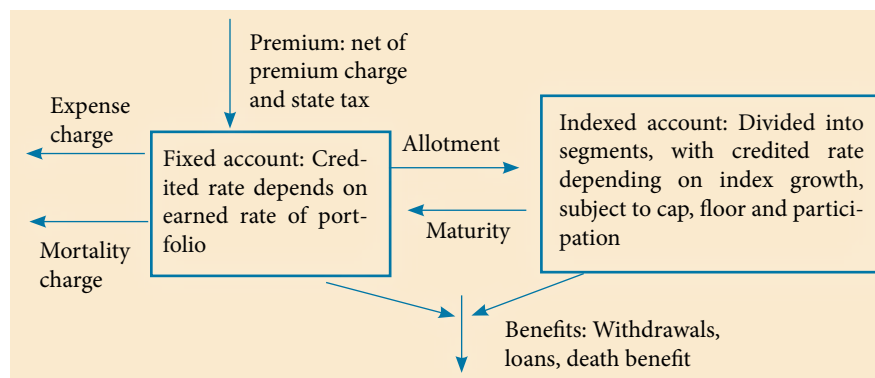 Premium: net of
premium charge
and state tax
Expense
charge
Fixed account: Cred-
ited rate depends on
earned rate of port-
folio
Mortality
charge
Allotment
Maturity
Indexed account: Divided into
segments, with credited rate
depending on index growth,
subject to cap, floor and partici-
pation
Benefits: Withdrawals,
loans, death benefit